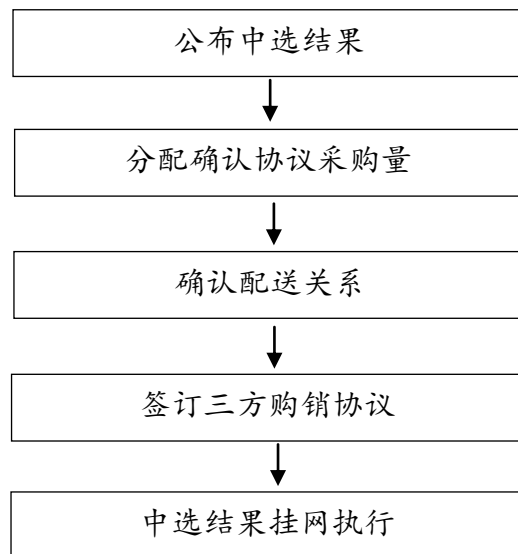 公布中选结果
分配确认协议采购量
确认配送关系
签订三方购销协议
中选结果挂网执行